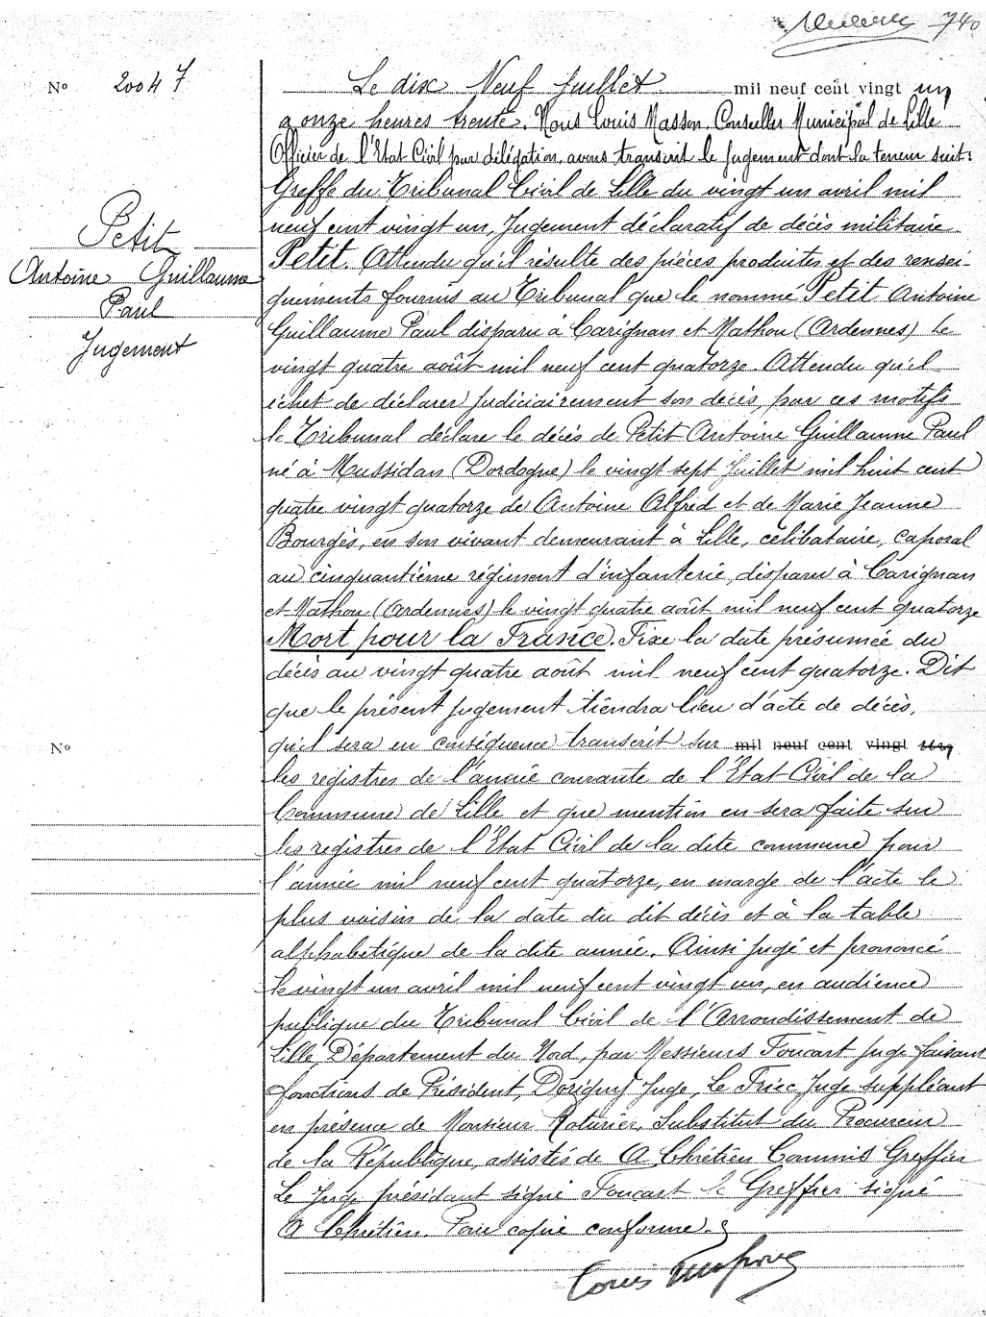 740
N° 20047
Le dix Neuf Juillet mil neuf cent vingt un
a onze heures trente. Nous Louis Masson, Conseiller Municipal de Lille
Officier de l'Etat Civil par délégation, avons transcrit le jugement dont la teneur suit:
Greffe du Tribunal Civil de Lille du vingt un avril mil
neuf cent vingt un, Jugement déclaratif de décès militaire
Petit
Petit. Attendu qu'il résulte des pièces produites et des rensei-
Antoine Guillaume
gnements fournis au Tribunal que le nommé Petit Antoine
Paul
Guillaume Paul disparu à Carignan et Mathon (Ardennes) le
Jugement
vingt quatre août mil neuf cent quatorze. Attendu qu'il
échet de déclarer judiciairement son décès, par ces motifs
le Tribunal déclare le décès de Petit Antoine Guillaume Paul
né à Mussidan (Dordogne) le vingt sept Juillet mil huit cent
quatre vingt quatorze de Antoine Alfred et de Marie Jeanne
Bourgès, en son vivant demeurant à Lille, célibataire, caporal
au cinquantième régiment d'infanterie, disparu à Carignan
et Mathon (Ardennes) le vingt quatre août mil neuf cent quatorze
Mort pour la France. Fixe la date présumée du
décès au vingt quatre août mil neuf cent quatorze. Dit
que le présent jugement tiendra lieu d'acte de décès,
N°
qu'il sera en conséquence transcrit sur mil neuf cent vingt un
les registres de l'année courante de l'Etat Civil de la
Commune de Lille et que mention en sera faite sur
les registres de l'Etat Civil de la dite commune pour
l'année mil neuf cent quatorze, en marge de l'acte le
plus voisin de la date du dit décès et à la table
alphabétique de la dite année. Ainsi jugé et prononcé
le vingt un avril mil neuf cent vingt un, en audience
publique du Tribunal Civil de l'Arrondissement de
Lille, Département du Nord, par Messieurs Foucart Juge faisant
fonctions de Président, Dorigny Juge, Le Friec Juge suppléant
en présence de Monsieur Roturier, Substitut du Procureur
de la République, assistés de A. Chrétien Commis Greffier
Le Juge présidant signé Foucart le Greffier signé
A Chrétien. Pour copie conforme.
Louis Masson